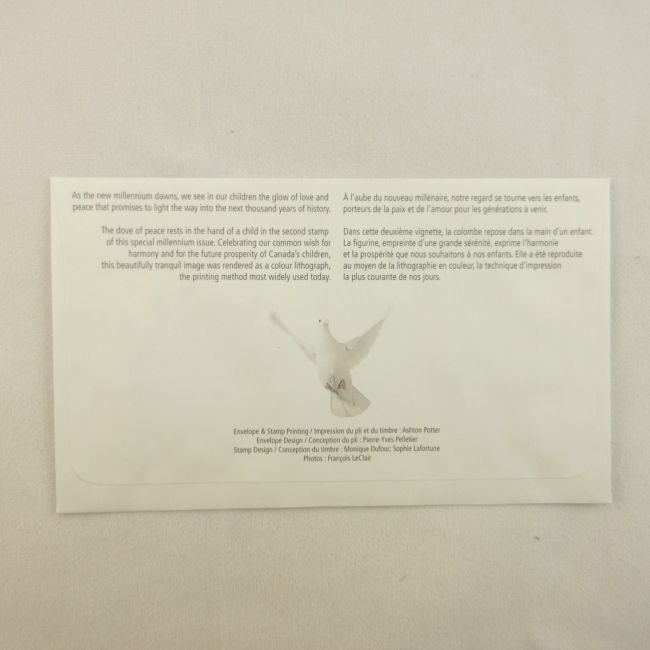 As the new millennium dawns, we see in our children the glow of love and
peace that promises to light the way into the next thousand years of history.
The dove of peace rests in the hand of a child in the second stamp
of this special millennium issue. Celebrating our common wish for
harmony and for the future prosperity of Canada's children,
this beautifully tranquil image was rendered as a colour lithograph,
the printing method most widely used today.
À l'aube du nouveau millénaire, notre regard se tourne vers les enfants,
porteurs de la paix et de l'amour pour les générations à venir.
Dans cette deuxième vignette, la colombe repose dans la main d'un enfant.
La figurine, empreinte d'une grande sérénité, exprime l'harmonie
et la prospérité que nous souhaitons à nos enfants. Elle a été reproduite
au moyen de la lithographie en couleur, la technique d'impression
la plus courante de nos jours.
Envelope & Stamp Printing / Impression du pli et du timbre : Ashton Potter
Envelope Design / Conception du pli : Pierre-Yves Pelletier
Stamp Design / Conception du timbre : Monique Dufour, Sophie Lafortune
Photos : François LeClair